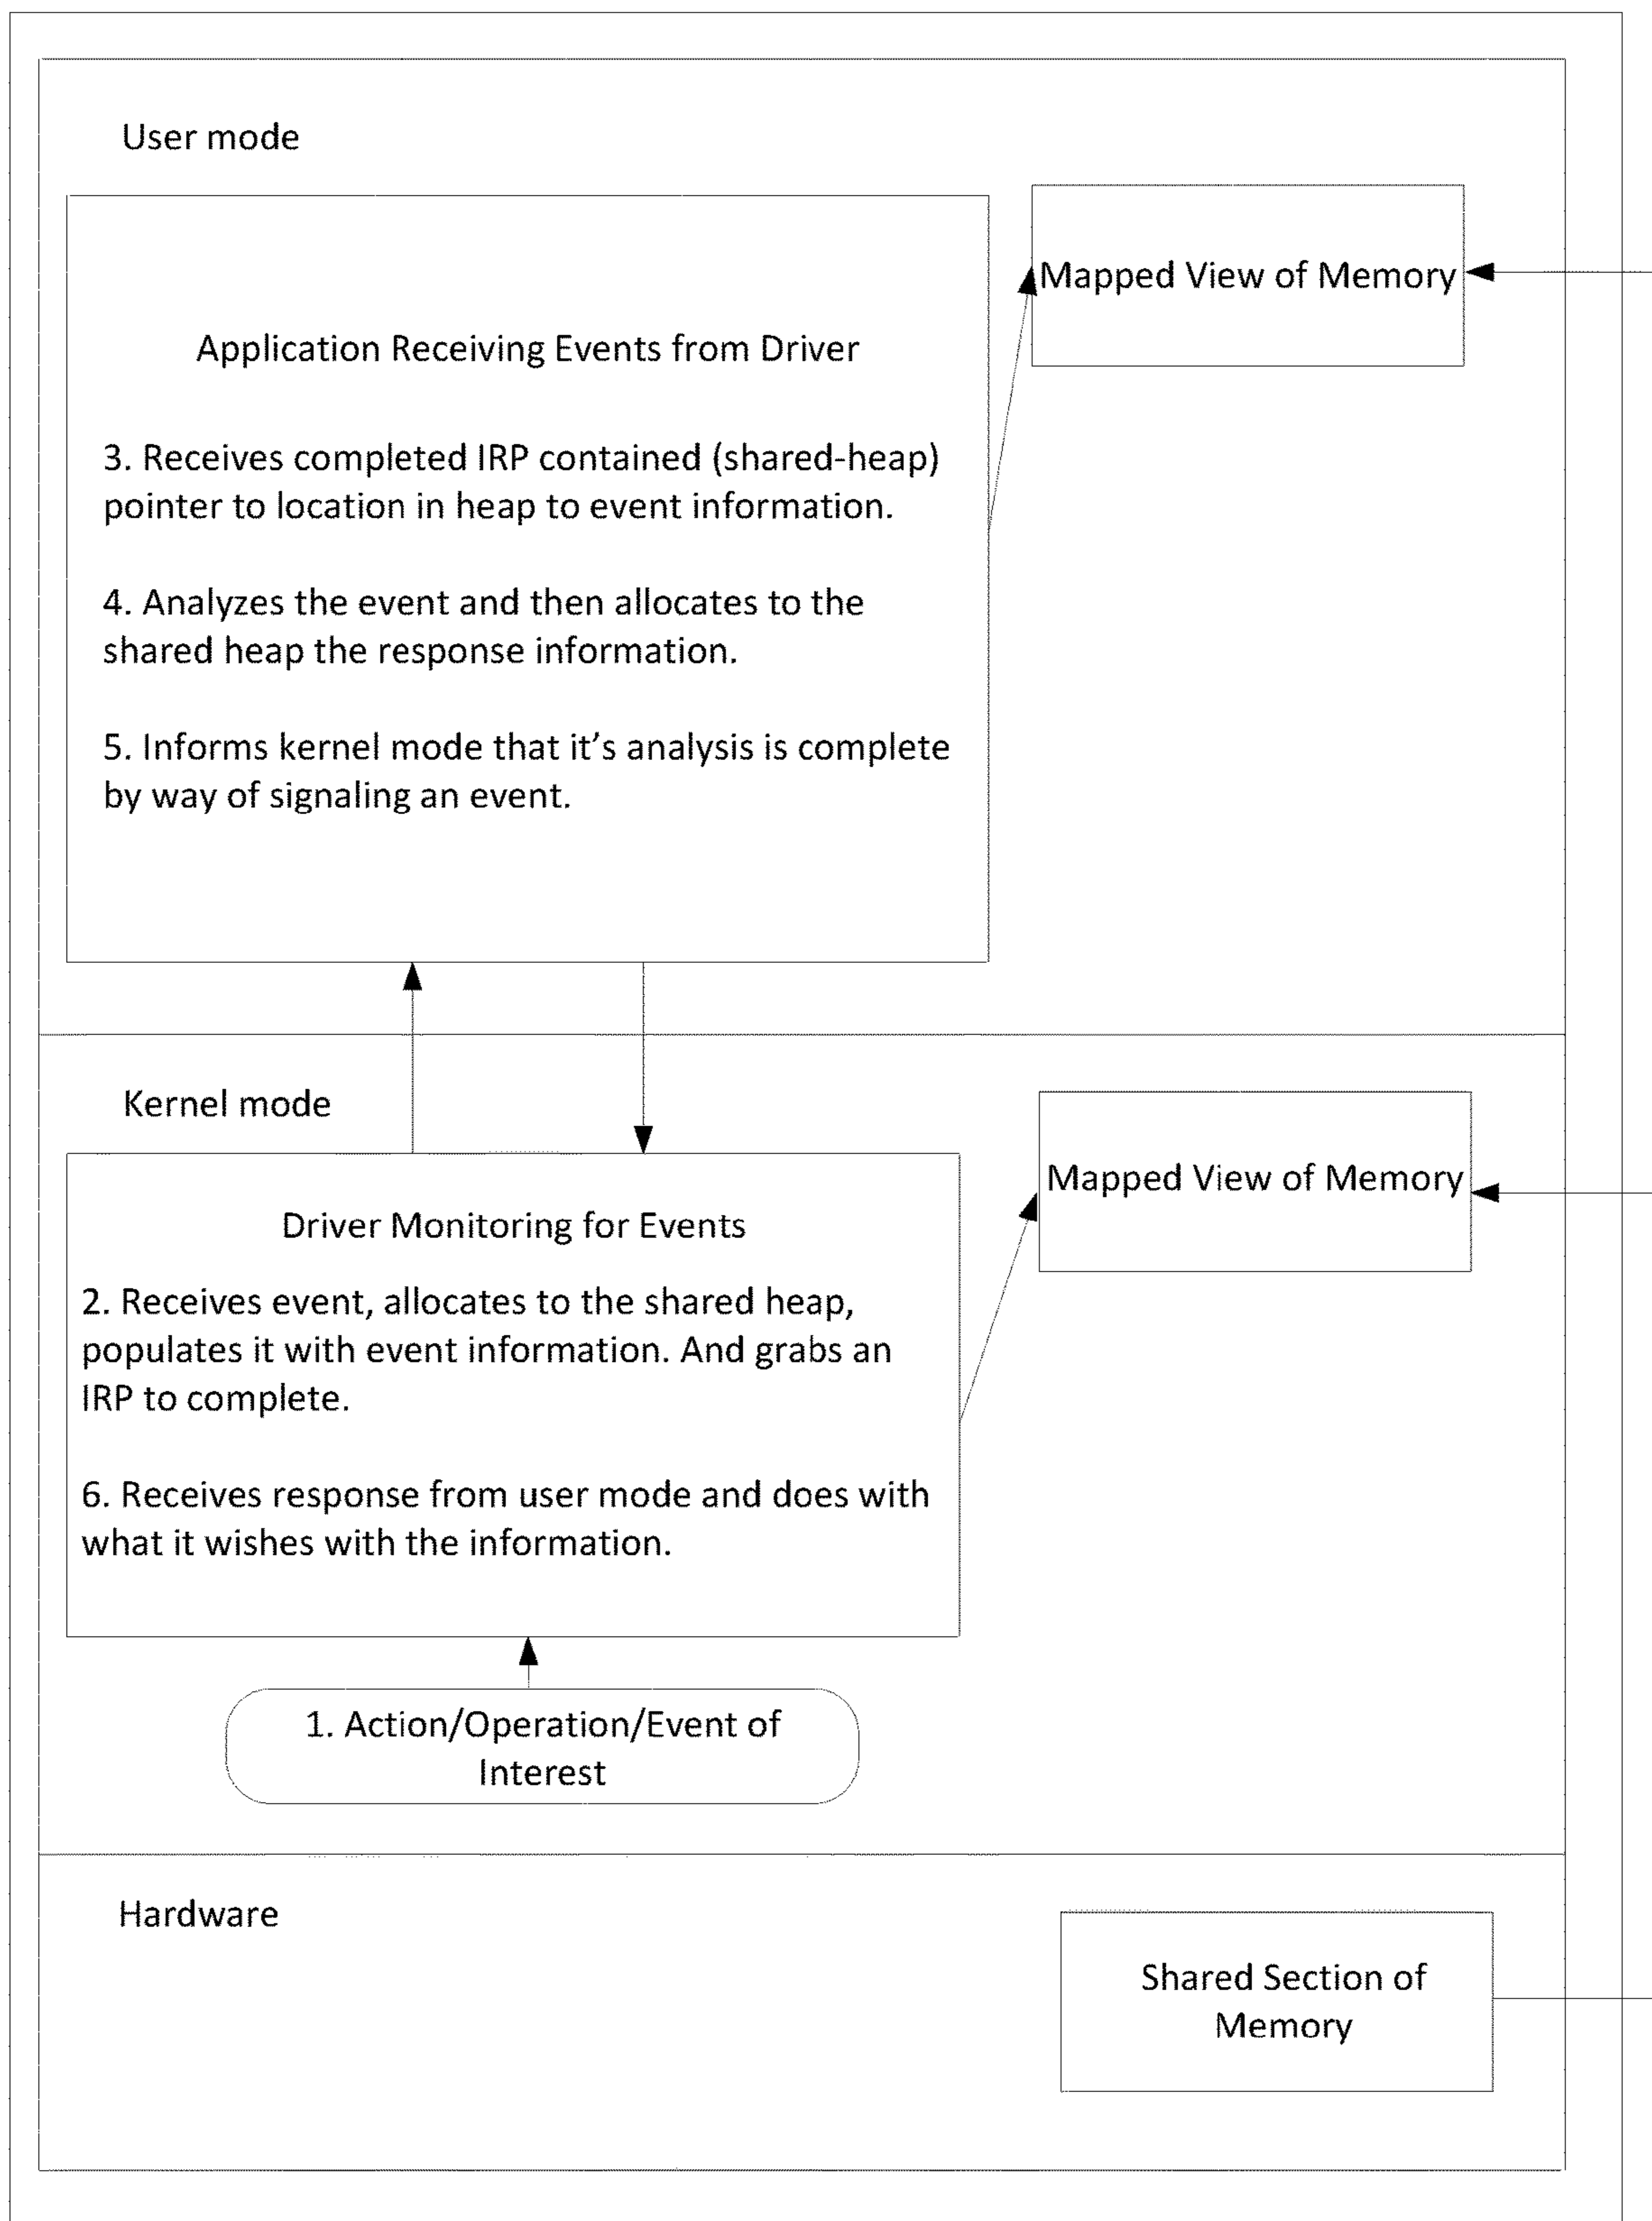 User mode
Mapped View of Memory
Application Receiving Events from Driver
3. Receives completed IRP contained (shared-heap)
pointer to location in heap to event information.
4. Analyzes the event and then allocates to the
shared heap the response information.
5. Informs kernel mode that it’s analysis is complete
by way of signaling an event.
Kernel mode
Mapped View of Memory
Driver Monitoring for Events
2. Receives event, allocates to the shared heap,
populates it with event information. And grabs an
IRP to complete.
6. Receives response from user mode and does with
what it wishes with the information.
1. Action/Operation/Event of
Interest
Hardware
Shared Section of
Memory